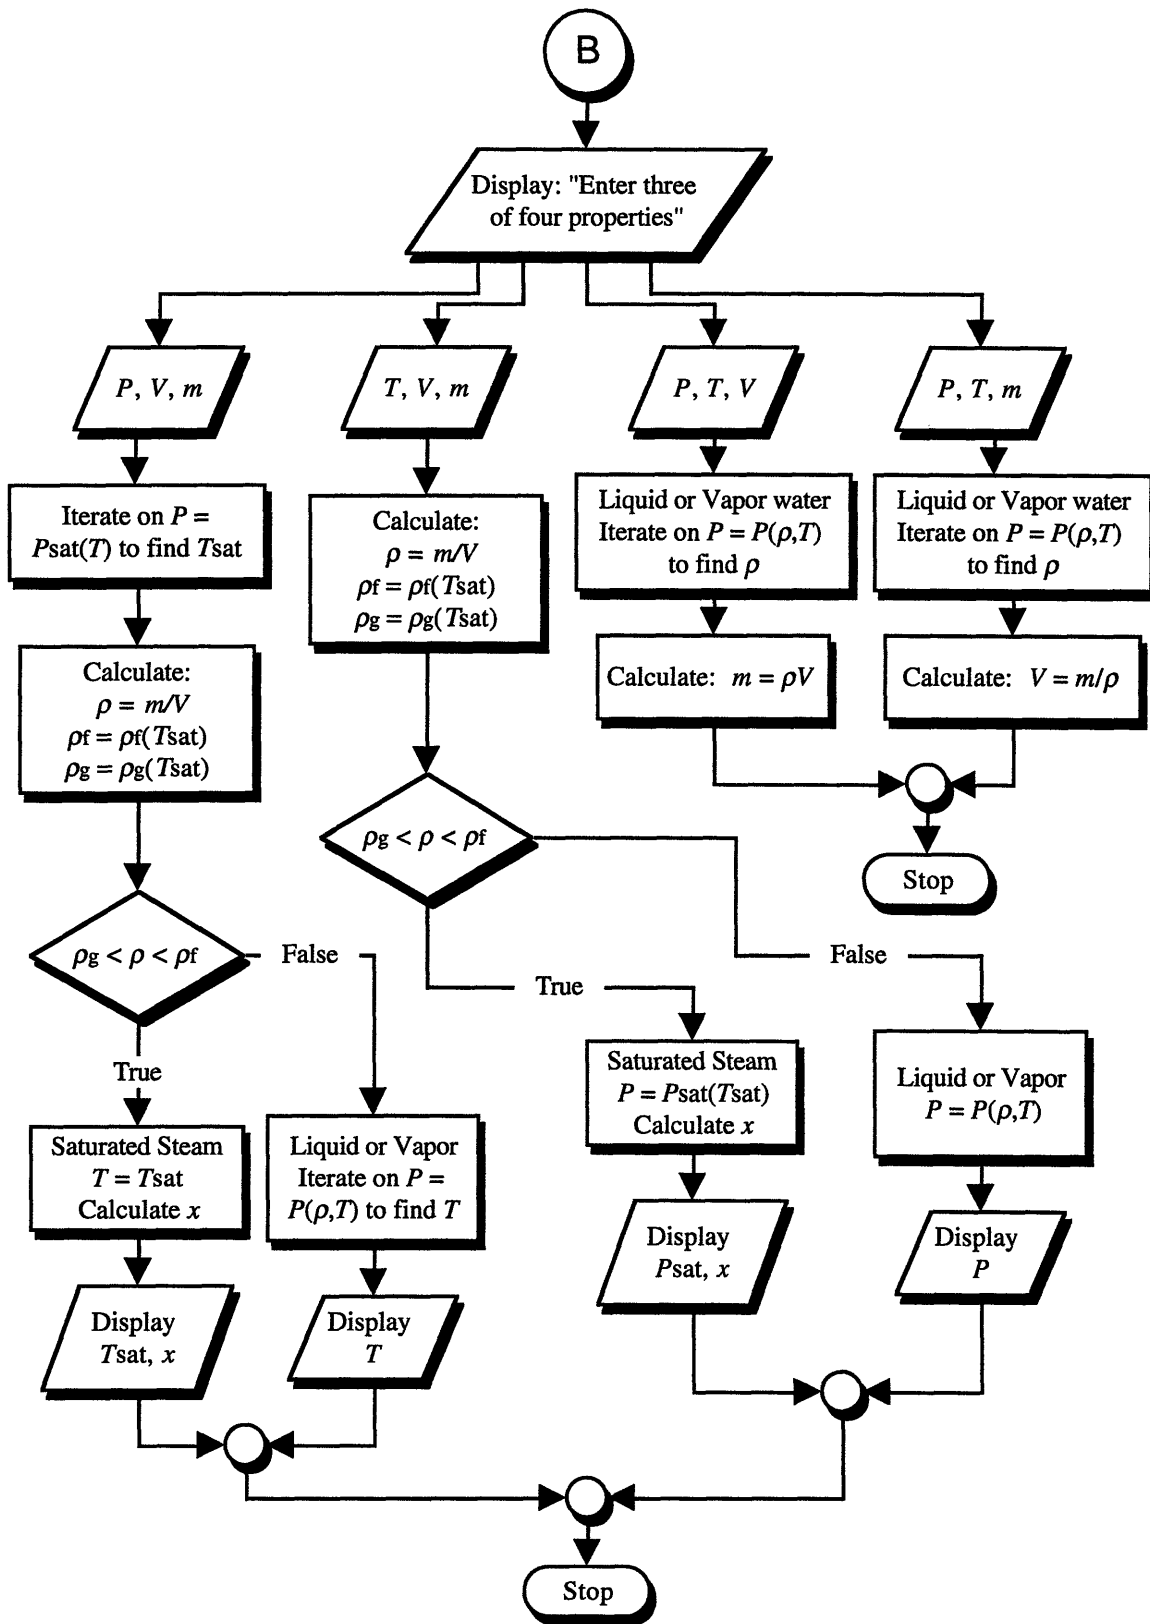 B
Display: "Enter three
of four properties"
P, V, m
T, V, m
P, T, V
P, T, m
Iterate on P =
Psat(T) to find Tsat
Calculate:
ρ = m/V
ρf = ρf(Tsat)
ρg = ρg(Tsat)
Liquid or Vapor water
Iterate on P = P(ρ,T)
to find ρ
Liquid or Vapor water
Iterate on P = P(ρ,T)
to find ρ
Calculate:
ρ = m/V
ρf = ρf(Tsat)
ρg = ρg(Tsat)
Calculate: m = ρV
Calculate: V = m/ρ
ρg < ρ < ρf
Stop
ρg < ρ < ρf
False
True
False
True
Saturated Steam
T = Tsat
Calculate x
Liquid or Vapor
Iterate on P =
P(ρ,T) to find T
Saturated Steam
P = Psat(Tsat)
Calculate x
Liquid or Vapor
P = P(ρ,T)
Display
Tsat, x
Display
T
Display
Psat, x
Display
P
Stop